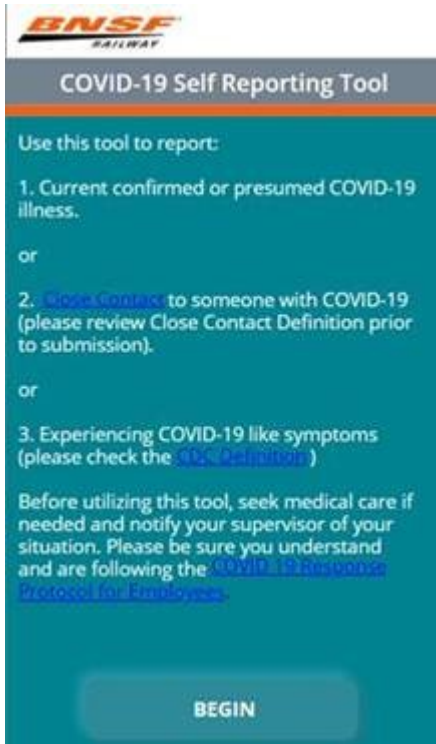 BNSF
RAILWAY
COVID-19 Self Reporting Tool
Use this tool to report:
1. Current confirmed or presumed COVID-19
illness.
or
2. Close Contact to someone with COVID-19
(please review Close Contact Definition prior
to submission).
or
3. Experiencing COVID-19 like symptoms
(please check the CDC Definition )
Before utilizing this tool, seek medical care if
needed and notify your supervisor of your
situation. Please be sure you understand
and are following the COVID 19 Response
Protocol for Employees.
BEGIN